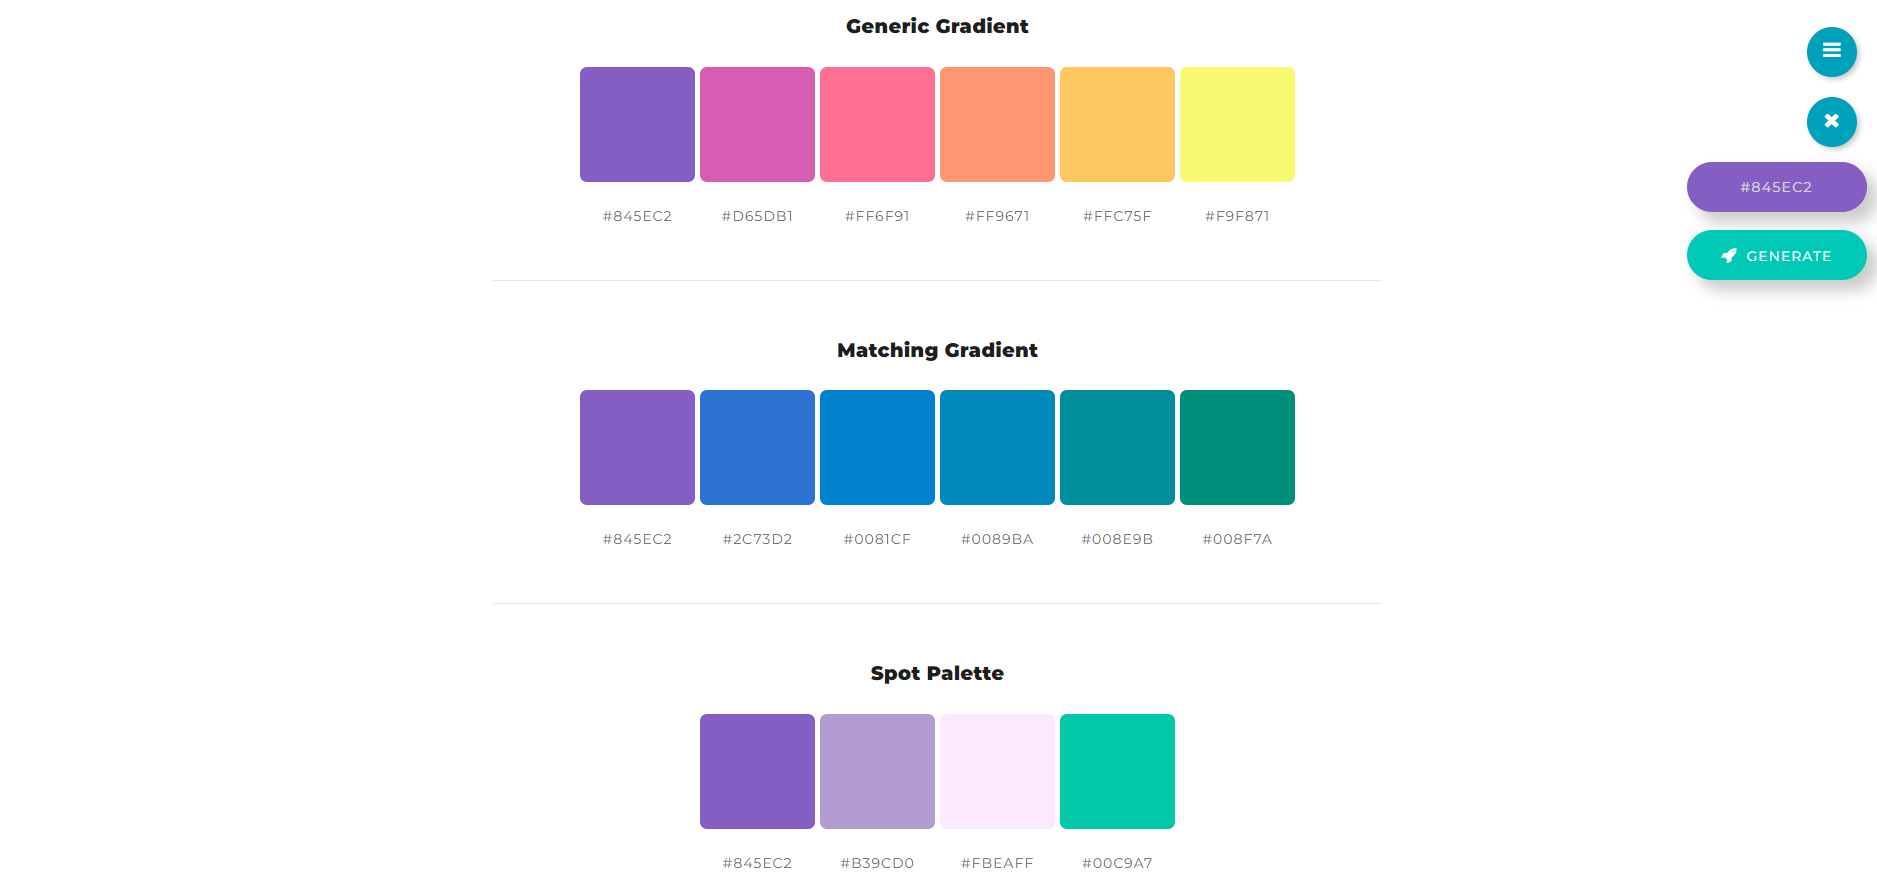 Generic Gradient
#845EC2 #D65DB1 #FF6F91 #FF9671 #FFC75F #F9F871
#845EC2
GENERATE
Matching Gradient
#845EC2 #2C73D2 #0081CF #0089BA #008E9B #008F7A
Spot Palette
#845EC2 #B39CD0 #FBEAFF #00C9A7